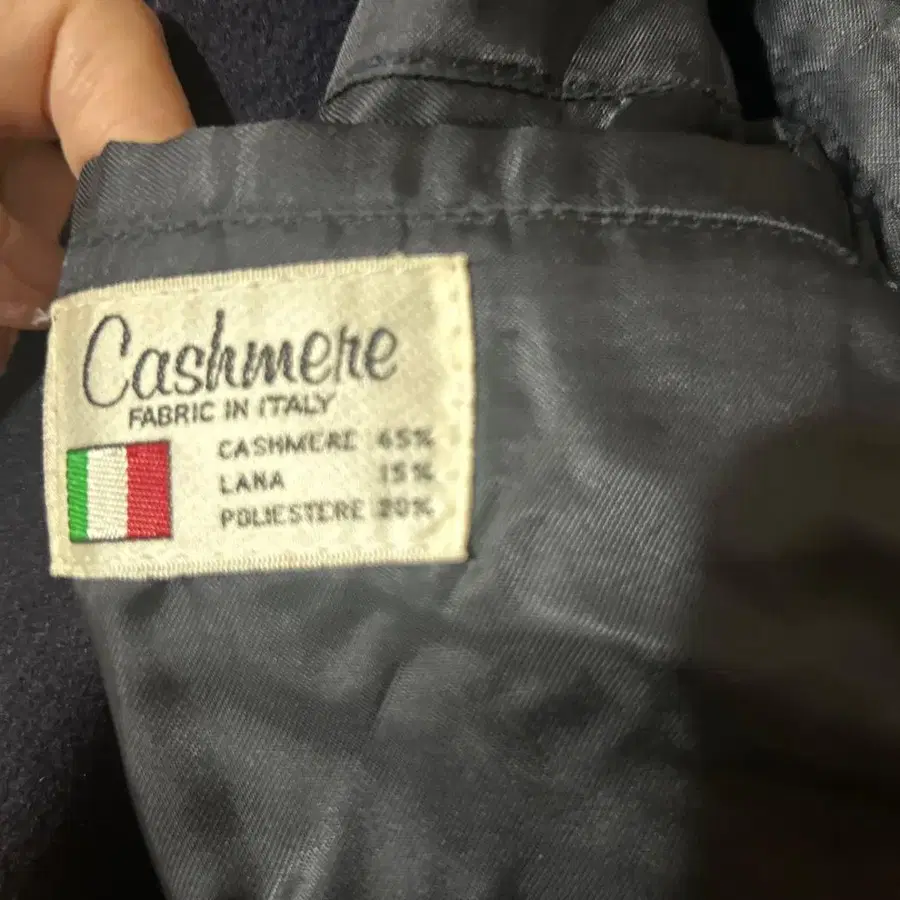 Cashmere
FABRIC IN ITALY
CASHMERE 65%
LANA 15%
POLIESTERE 20%